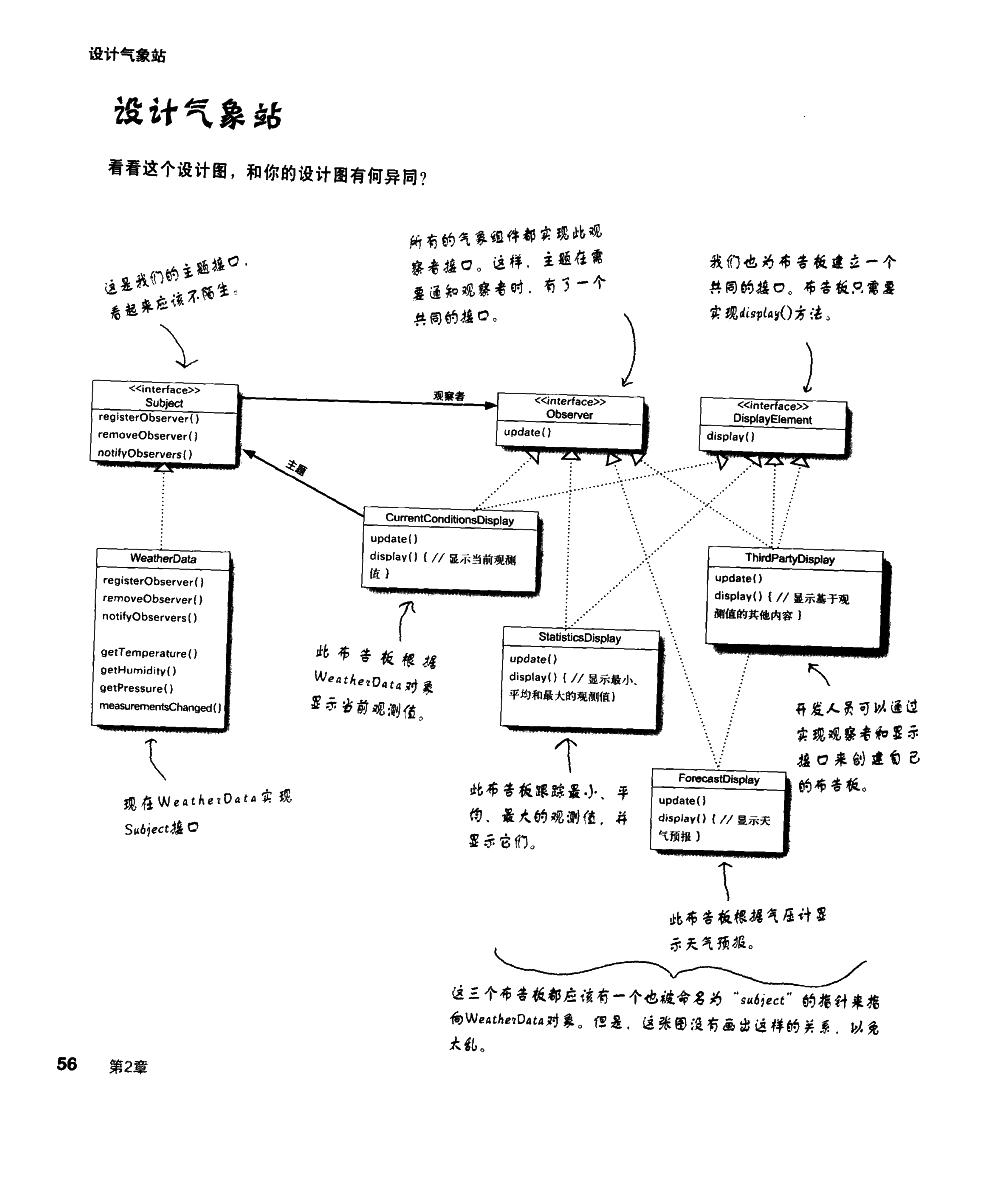 设计气象站
设计气象站
看看这个设计图，和你的设计图有何异同？
这是我们的主题接口，
看起来应该不陌生。
所有的气象组件都实现此观
察者接口。这样，主题在需
要通知观察者时，有了一个
共同的接口。
我们也为布告板建立一个
共同的接口。布告板只需要
实现display()方法。
<<interface>>
Subject
registerObserver()
removeObserver()
notifyObservers()
观察者
<<interface>>
Observer
update()
<<interface>>
DisplayElement
display()
主题
CurrentConditionsDisplay
update()
display() { // 显示当前观测
值 }
WeatherData
registerObserver()
removeObserver()
notifyObservers()
getTemperature()
getHumidity()
getPressure()
measurementsChanged()
ThirdPartyDisplay
update()
display() { // 显示基于观
测值的其他内容 }
StatisticsDisplay
update()
display() { // 显示最小、
平均和最大的观测值}
此布告板根据
WeatherData对象
显示当前观测值。
开发人员可以通过
实现观察者和显示
接口来创建自己
的布告板。
现在WeatherData实现
Subject接口
此布告板跟踪最小、平
均、最大的观测值，并
显示它们。
ForecastDisplay
update()
display() { // 显示天
气预报 }
此布告板根据气压计显
示天气预报。
这三个布告板都应该有一个也被命名为“subject”的指针来指
向WeatherData对象。但是，这张图没有画出这样的关系，以免
太乱。
56 第2章